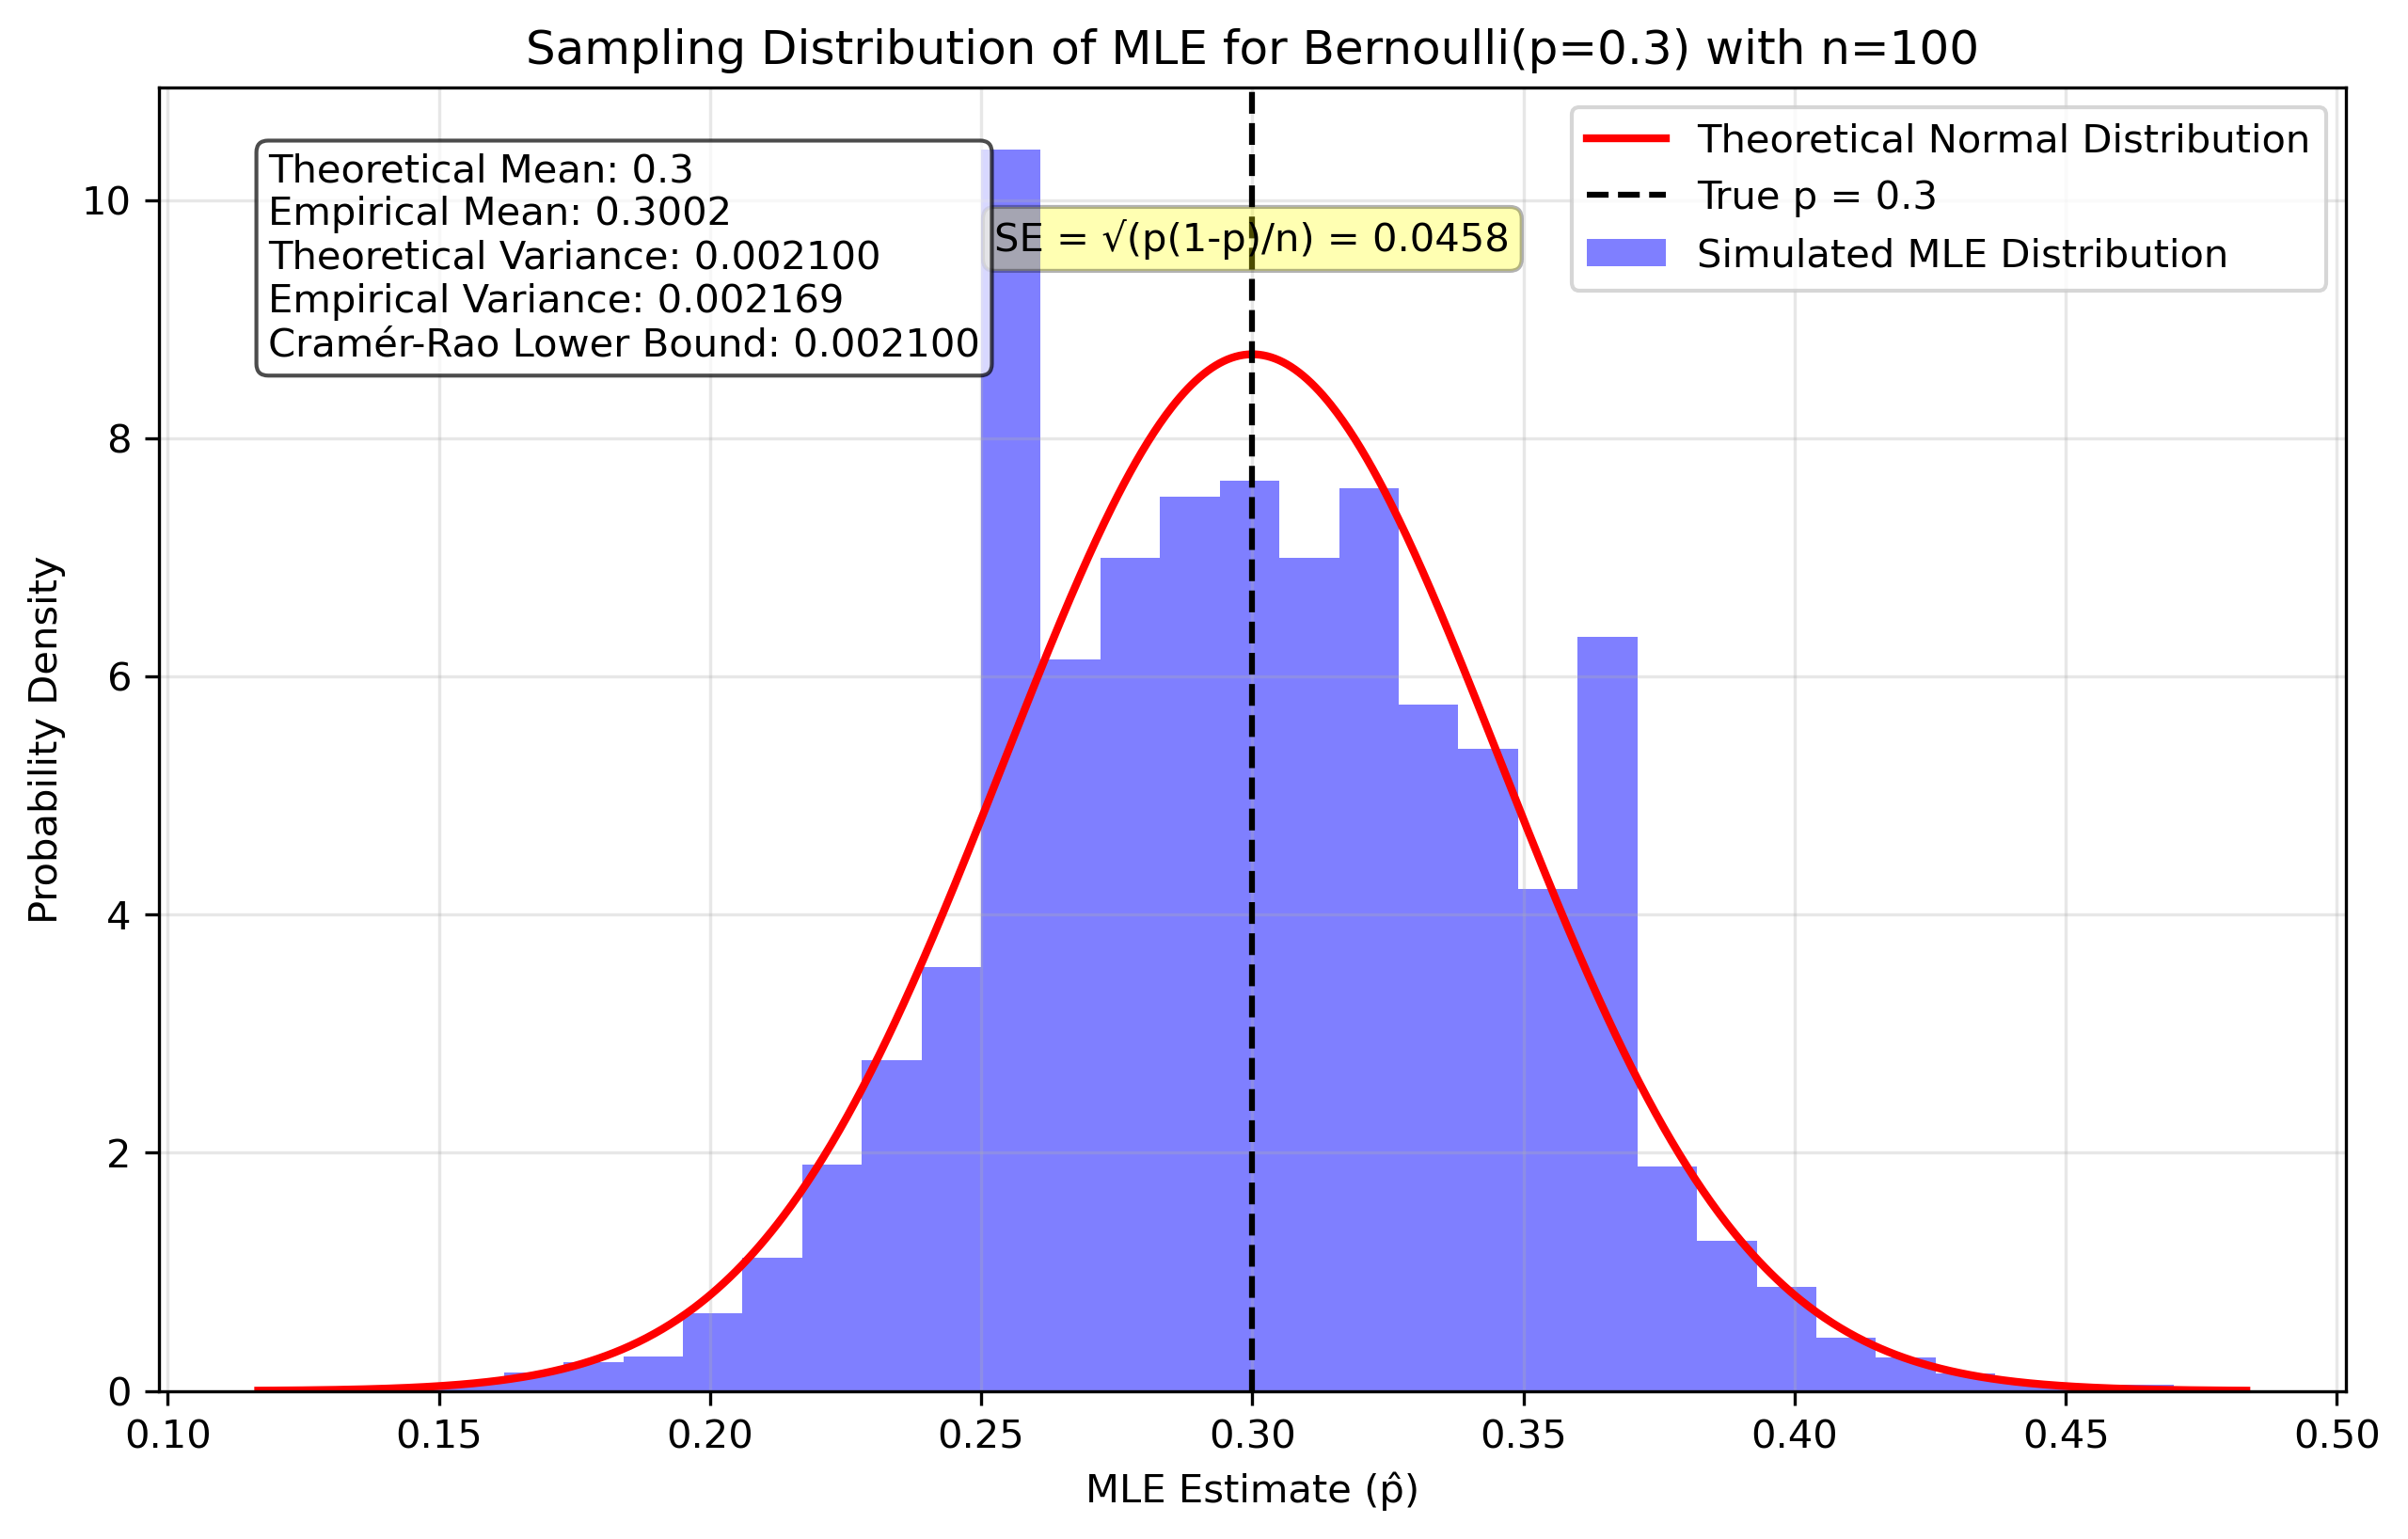 Sampling Distribution of MLE for Bernoulli(p=0.3) with n=100
Theoretical Mean: 0.3
Empirical Mean: 0.3002
Theoretical Variance: 0.002100
Empirical Variance: 0.002169
Cramér-Rao Lower Bound: 0.002100
SE = √(p(1-p)/n) = 0.0458
Theoretical Normal Distribution
True p = 0.3
Simulated MLE Distribution
Probability Density
10
8
6
4
2
0
0.10 0.15 0.20 0.25 0.30 0.35 0.40 0.45 0.50
MLE Estimate (p̂)